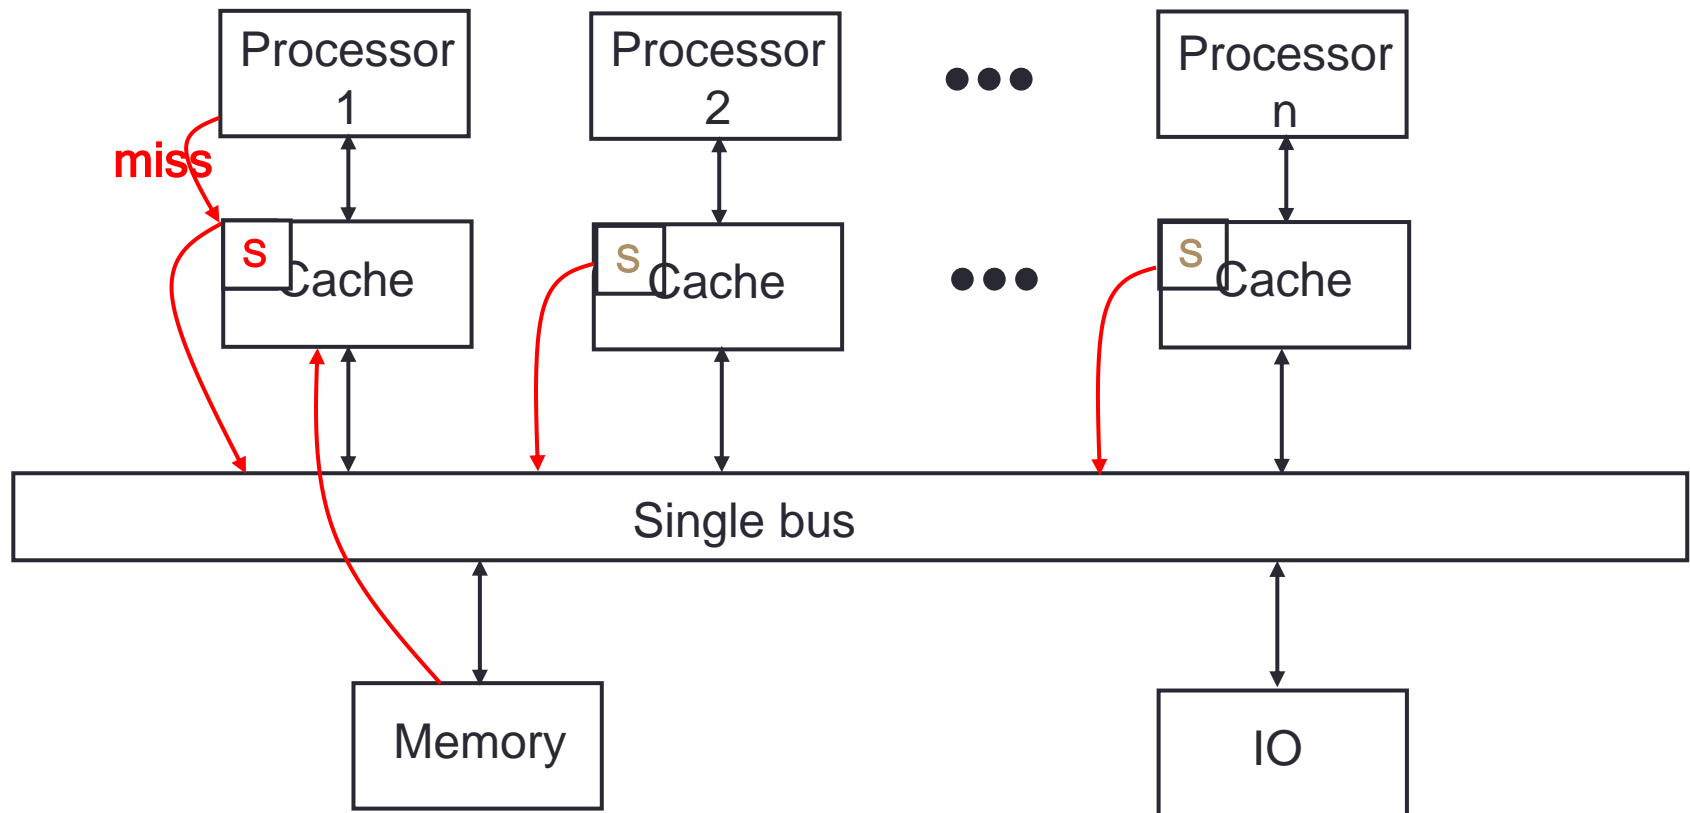 Processor
1
Processor
2
Processor
n
miss
s
Cache
s
Cache
s
Cache
Single bus
Memory
IO